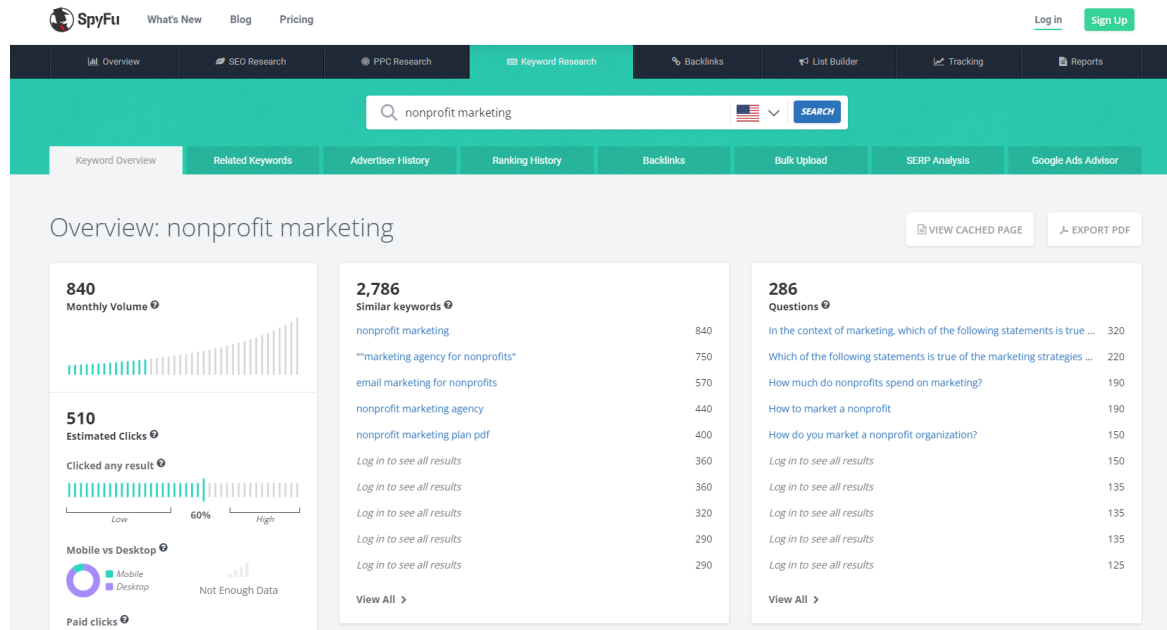 SpyFu What's New Blog Pricing Log in Sign Up
Overview SEO Research PPC Research Keyword Research Backlinks List Builder Tracking Reports
nonprofit marketing SEARCH
Keyword Overview Related Keywords Advertiser History Ranking History Backlinks Bulk Upload SERP Analysis Google Ads Advisor
Overview: nonprofit marketing VIEW CACHED PAGE EXPORT PDF
840
Monthly Volume ?
510
Estimated Clicks ?
Clicked any result ?
Low 60% High
Mobile vs Desktop ?
Mobile
Desktop
Not Enough Data
Paid clicks ?
2,786
Similar keywords ?
nonprofit marketing 840
""marketing agency for nonprofits" 750
email marketing for nonprofits 570
nonprofit marketing agency 440
nonprofit marketing plan pdf 400
Log in to see all results 360
Log in to see all results 360
Log in to see all results 320
Log in to see all results 290
Log in to see all results 290
View All >
286
Questions ?
In the context of marketing, which of the following statements is true ... 320
Which of the following statements is true of the marketing strategies ... 220
How much do nonprofits spend on marketing? 190
How to market a nonprofit 190
How do you market a nonprofit organization? 150
Log in to see all results 150
Log in to see all results 135
Log in to see all results 135
Log in to see all results 135
Log in to see all results 125
View All >